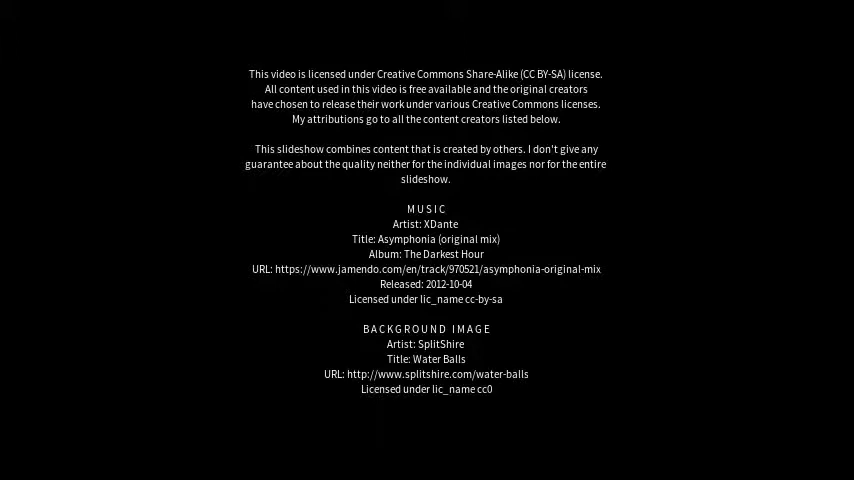 This video is licensed under Creative Commons Share-Alike (CC BY-SA) license.
All content used in this video is free available and the original creators
have chosen to release their work under various Creative Commons licenses.
My attributions go to all the content creators listed below.
This slideshow combines content that is created by others. I don't give any
guarantee about the quality neither for the individual images nor for the entire
slideshow.
MUSIC
Artist: XDante
Title: Asymphonia (original mix)
Album: The Darkest Hour
URL: https://www.jamendo.com/en/track/970521/asymphonia-original-mix
Released: 2012-10-04
Licensed under lic_name cc-by-sa
BACKGROUND IMAGE
Artist: SplitShire
Title: Water Balls
URL: http://www.splitshire.com/water-balls
Licensed under lic_name cc0